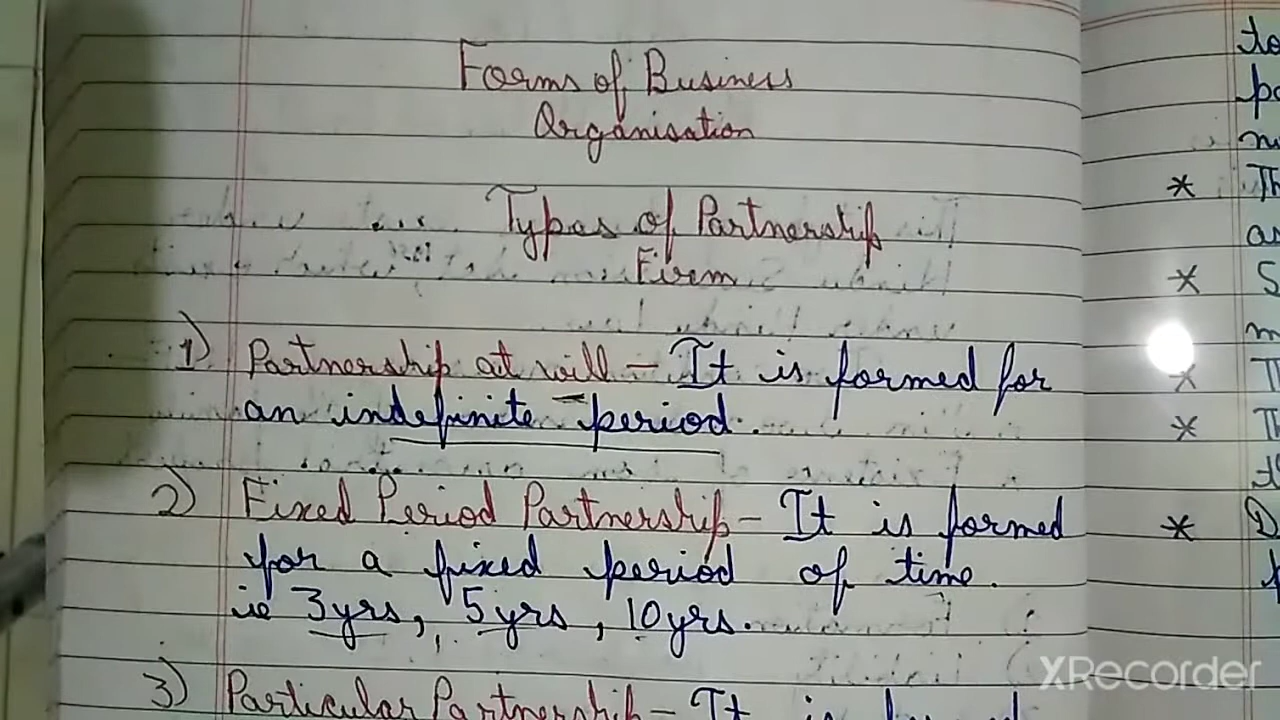 Forms of Business
Organisation
Types of Partnership
Firm
1) Partnership at will - It is formed for
an indefinite period.
2) Fixed Period Partnership - It is formed
for a fixed period of time.
ie 3yrs, 5yrs, 10yrs.
3) Particular Partnership - It is formed
XRecorder